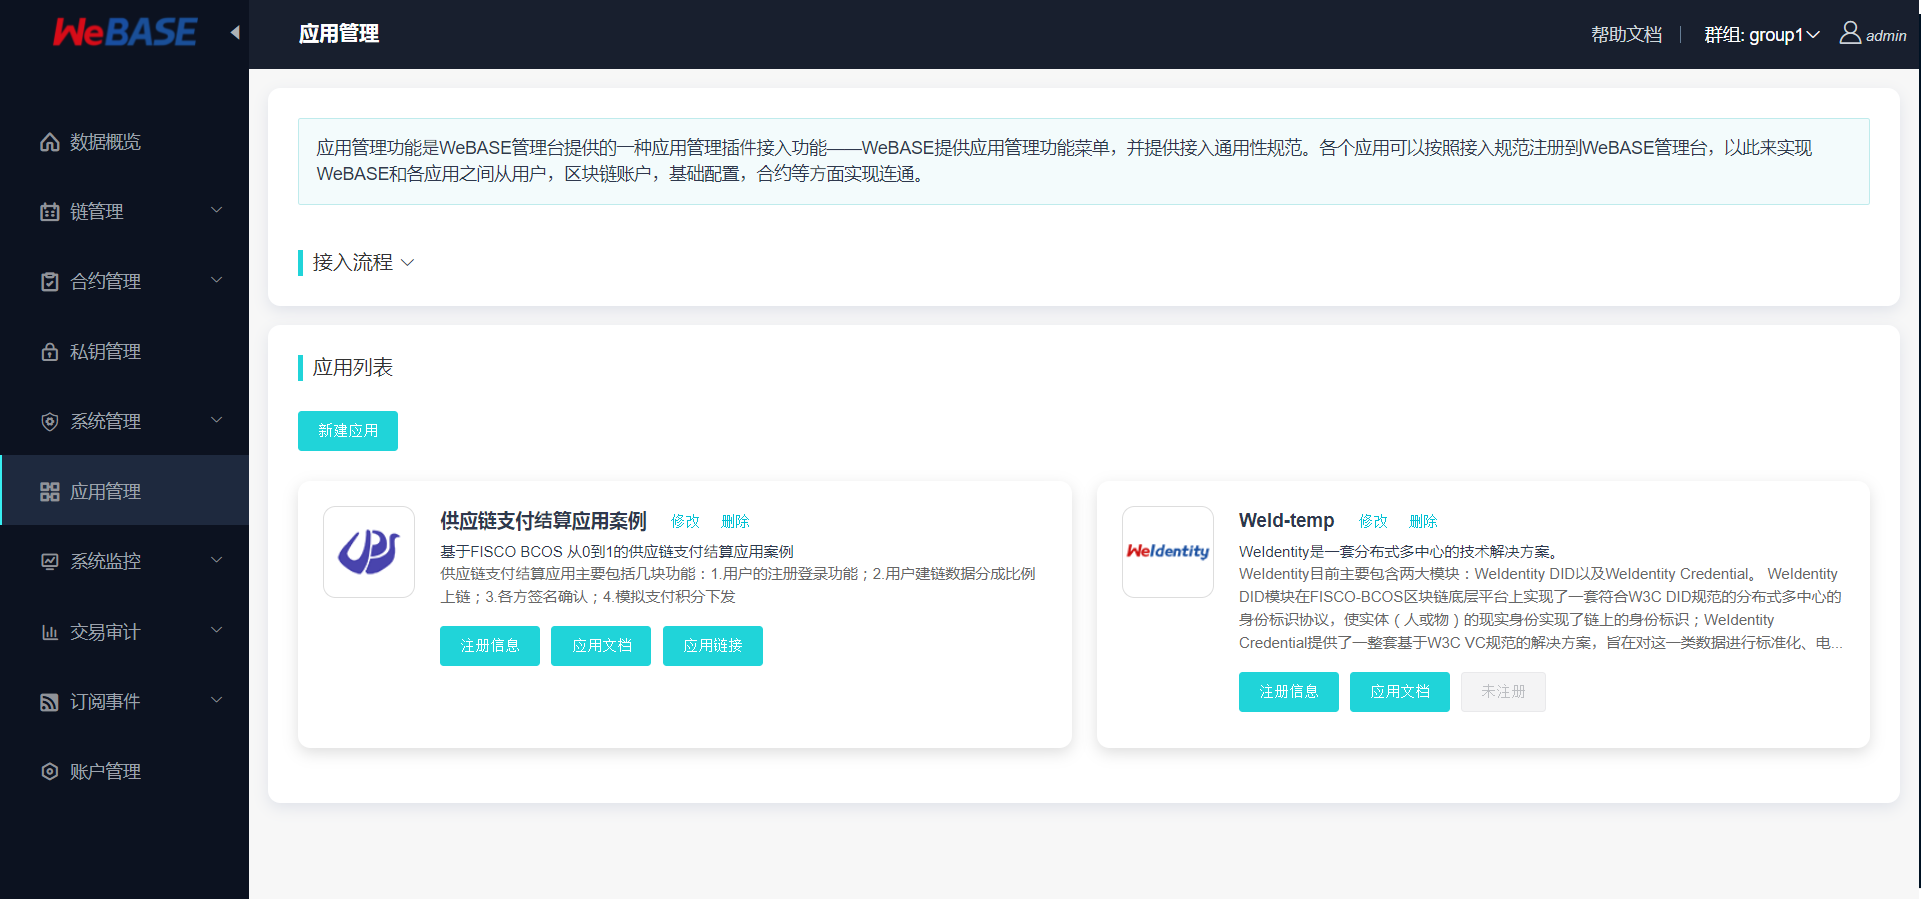 WeBASE
应用管理
帮助文档
群组: group1
admin
数据概览
链管理
合约管理
私钥管理
系统管理
应用管理
系统监控
交易审计
订阅事件
账户管理
应用管理功能是WeBASE管理台提供的一种应用管理插件接入功能——WeBASE提供应用管理功能菜单，并提供接入通用性规范。各个应用可以按照接入规范注册到WeBASE管理台，以此来实现
WeBASE和各应用之间从用户，区块链账户，基础配置，合约等方面实现连通。
接入流程
应用列表
新建应用
供应链支付结算应用案例 修改 删除
基于FISCO BCOS 从0到1的供应链支付结算应用案例
供应链支付结算应用主要包括几块功能：1.用户的注册登录功能；2.用户建链数据分成比例
上链；3.各方签名确认；4.模拟支付积分下发
注册信息 应用文档 应用链接
WeIdentity
WeId-temp 修改 删除
WeIdentity是一套分布式多中心的技术解决方案。
WeIdentity目前主要包含两大模块：WeIdentity DID以及WeIdentity Credential。 WeIdentity
DID模块在FISCO-BCOS区块链底层平台上实现了一套符合W3C DID规范的分布式多中心的
身份标识协议，使实体（人或物）的现实身份实现了链上的身份标识；WeIdentity
Credential提供了一整套基于W3C VC规范的解决方案，旨在对这一类数据进行标准化、电...
注册信息 应用文档 未注册